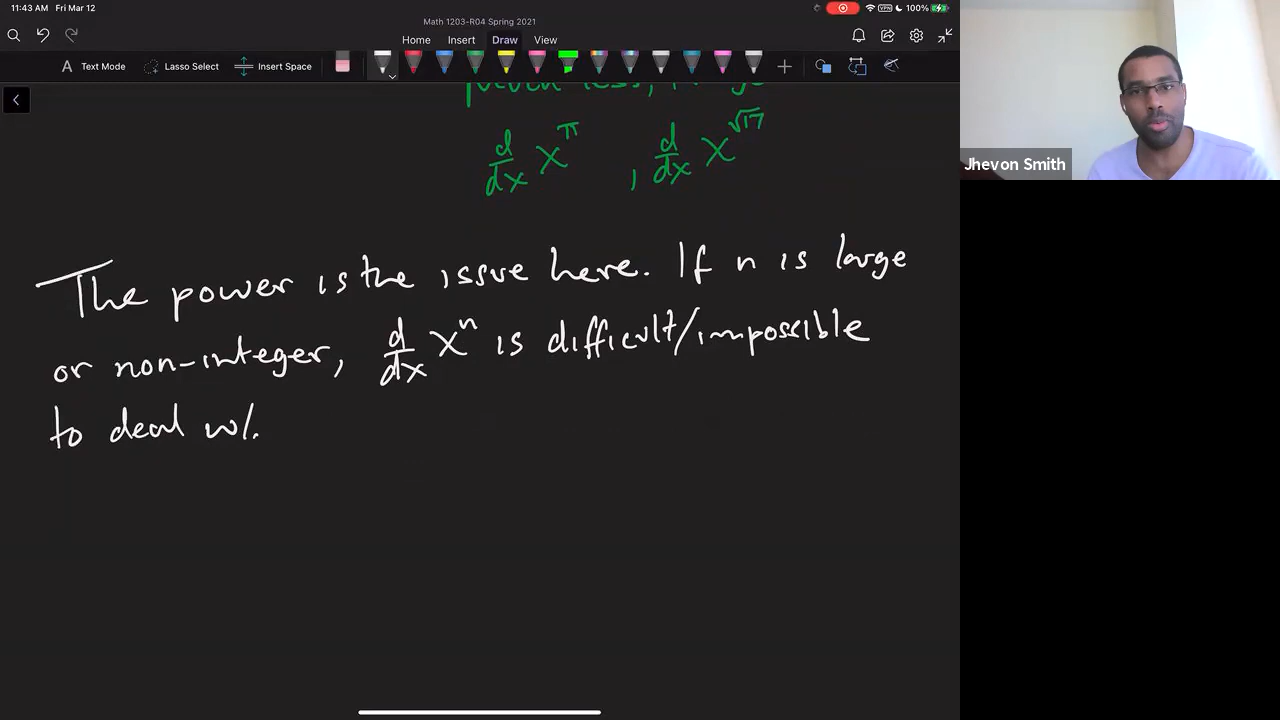 11:43 AM Fri Mar 12
VPN 100%
Math 1203-R04 Spring 2021
Home Insert Draw View
A Text Mode Lasso Select Insert Space
d/dx x^π , d/dx x^√17
The power is the issue here. If n is large
or non-integer, d/dx x^n is difficult/impossible
to deal w/.
Jhevon Smith